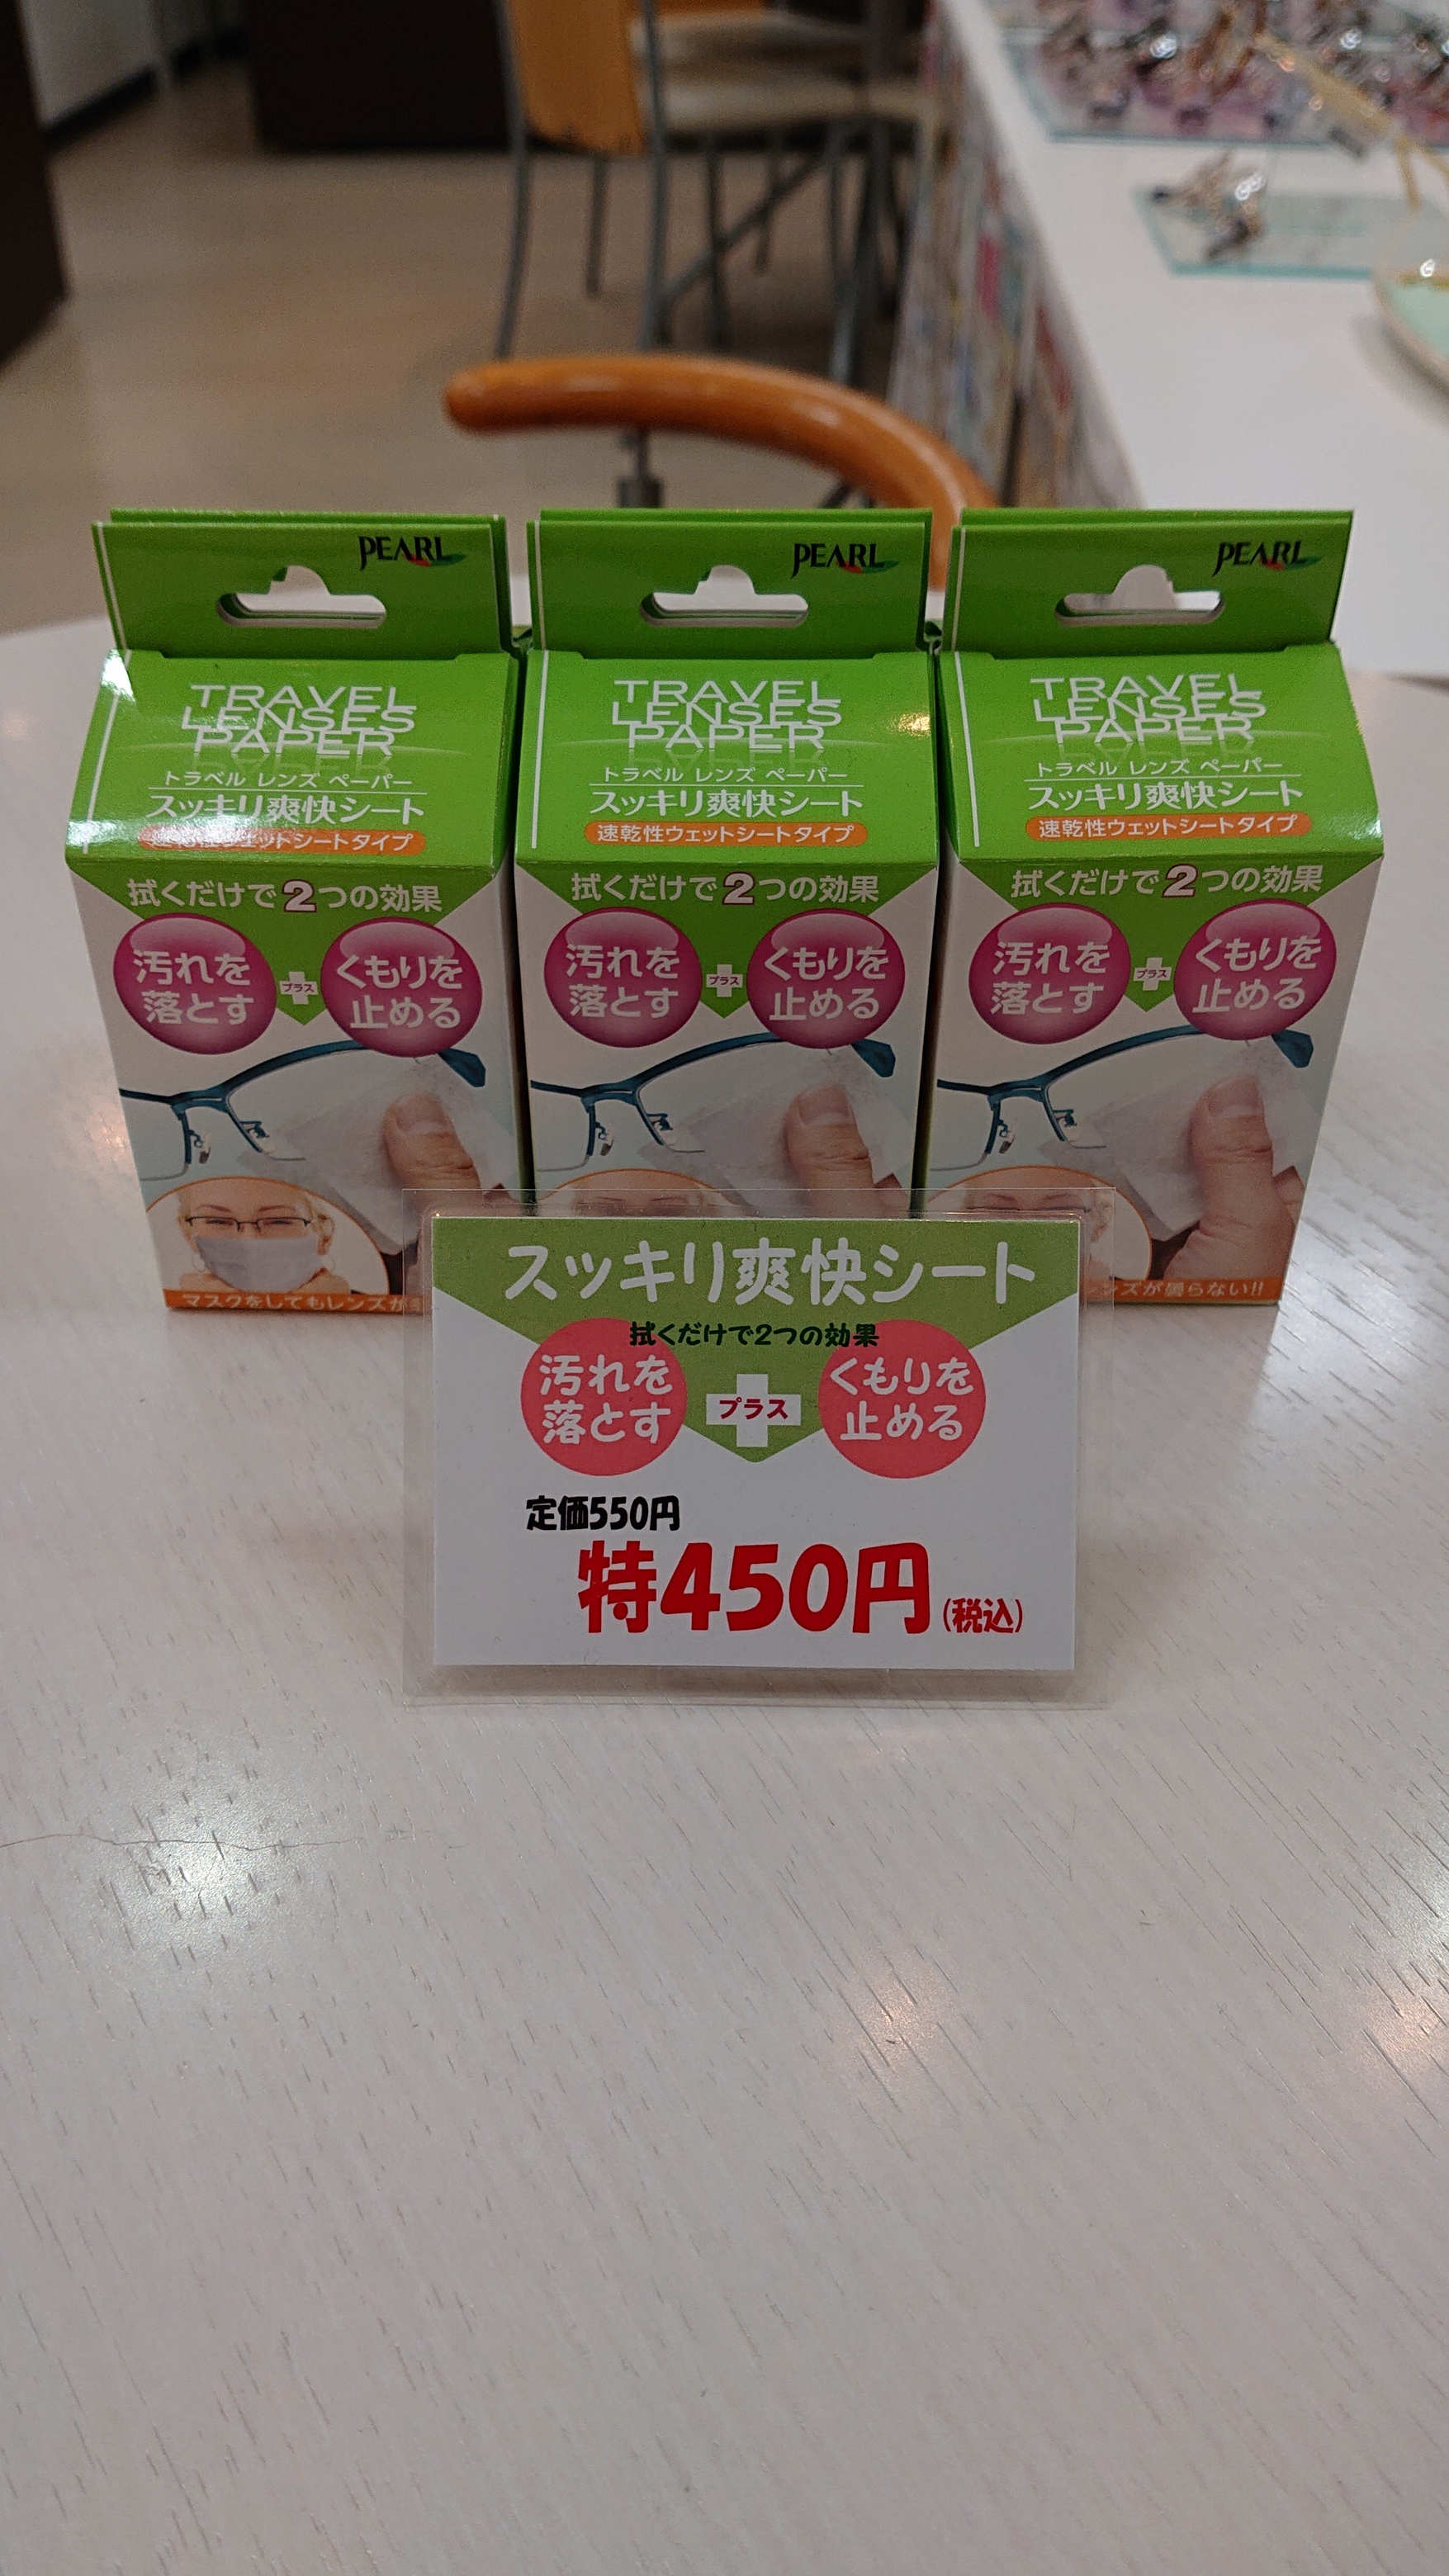 PEARL
TRAVEL
LENSES
PAPER
トラベル レンズ ペーパー
スッキリ爽快シート
速乾性ウェットシートタイプ
拭くだけで2つの効果
汚れを
落とす
プラス
くもりを
止める
マスクをしてもレンズが
PEARL
TRAVEL
LENSES
PAPER
トラベル レンズ ペーパー
スッキリ爽快シート
速乾性ウェットシートタイプ
拭くだけで2つの効果
汚れを
落とす
プラス
くもりを
止める
PEARL
TRAVEL
LENSES
PAPER
トラベル レンズ ペーパー
スッキリ爽快シート
速乾性ウェットシートタイプ
拭くだけで2つの効果
汚れを
落とす
プラス
くもりを
止める
ンズが曇らない!!
スッキリ爽快シート
拭くだけで2つの効果
汚れを
落とす
プラス
くもりを
止める
定価550円
特450円(税込)